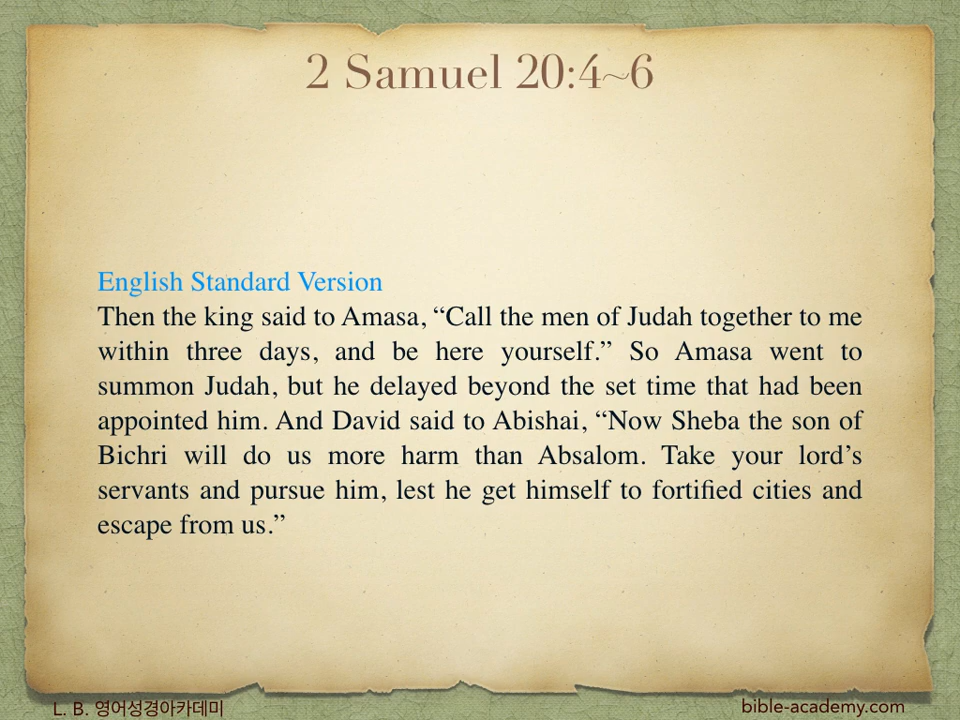 2 Samuel 20:4~6
English Standard Version
Then the king said to Amasa, “Call the men of Judah together to me
within three days, and be here yourself.” So Amasa went to
summon Judah, but he delayed beyond the set time that had been
appointed him. And David said to Abishai, “Now Sheba the son of
Bichri will do us more harm than Absalom. Take your lord’s
servants and pursue him, lest he get himself to fortified cities and
escape from us.”
L. B. 영어성경아카데미
bible-academy.com